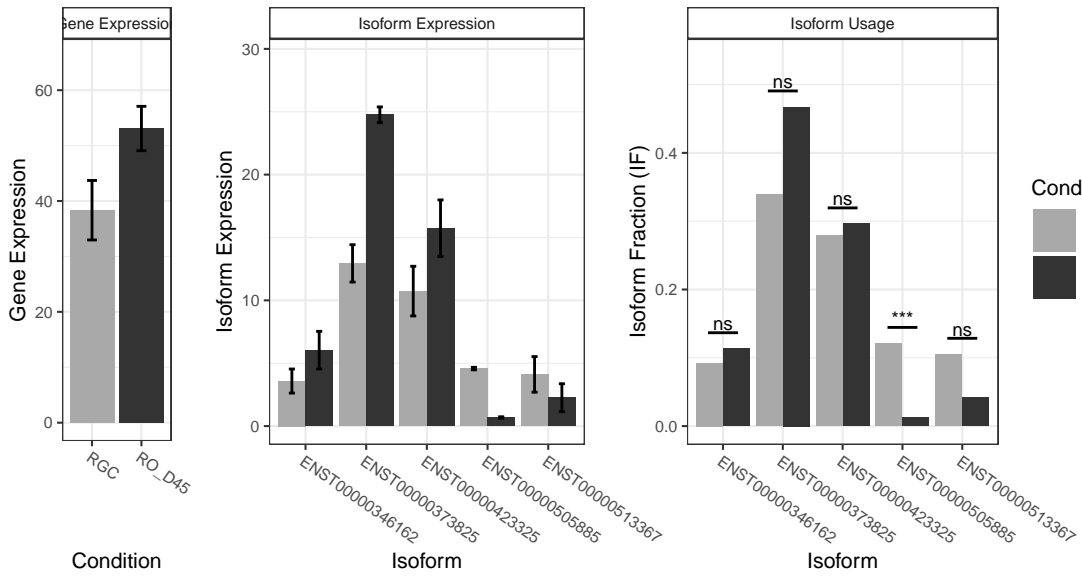 Gene Expression
Isoform Expression
Isoform Usage
Gene Expression
60
40
20
0
RGC
RO_D45
Condition
Isoform Expression
30
20
10
0
ENST00000346162
ENST00000373825
ENST00000423325
ENST00000505885
ENST00000513367
Isoform
Isoform Fraction (IF)
0.4
0.2
0.0
ns
ns
ns
***
ns
ENST00000346162
ENST00000373825
ENST00000423325
ENST00000505885
ENST00000513367
Isoform
Cond